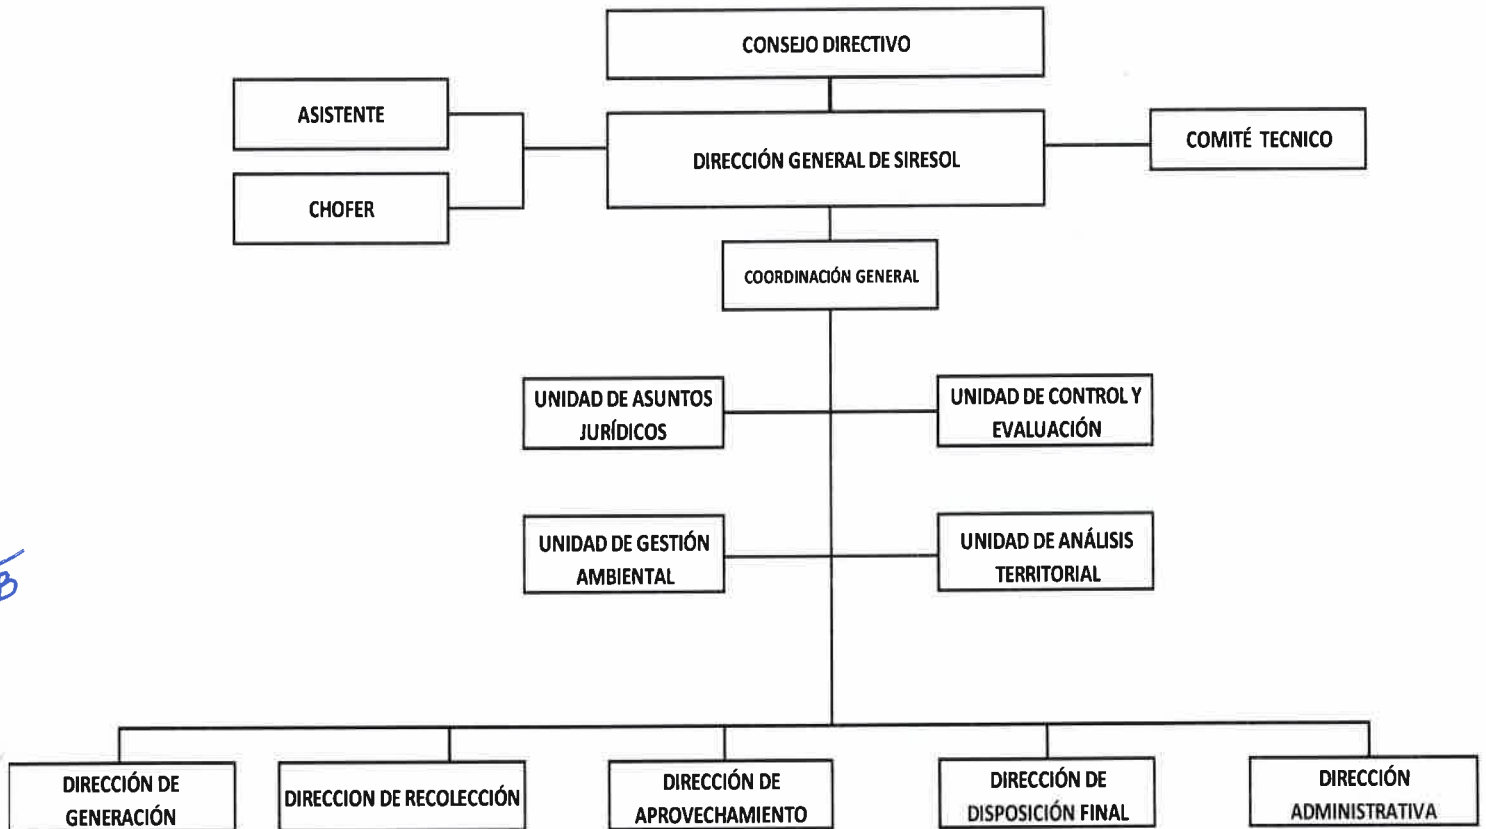 CONSEJO DIRECTIVO
ASISTENTE
DIRECCIÓN GENERAL DE SIRESOL
COMITÉ TECNICO
CHOFER
COORDINACIÓN GENERAL
UNIDAD DE ASUNTOS
JURÍDICOS
UNIDAD DE CONTROL Y
EVALUACIÓN
UNIDAD DE GESTIÓN
AMBIENTAL
UNIDAD DE ANÁLISIS
TERRITORIAL
DIRECCIÓN DE
GENERACIÓN
DIRECCION DE RECOLECCIÓN
DIRECCIÓN DE
APROVECHAMIENTO
DIRECCIÓN DE
DISPOSICIÓN FINAL
DIRECCIÓN
ADMINISTRATIVA